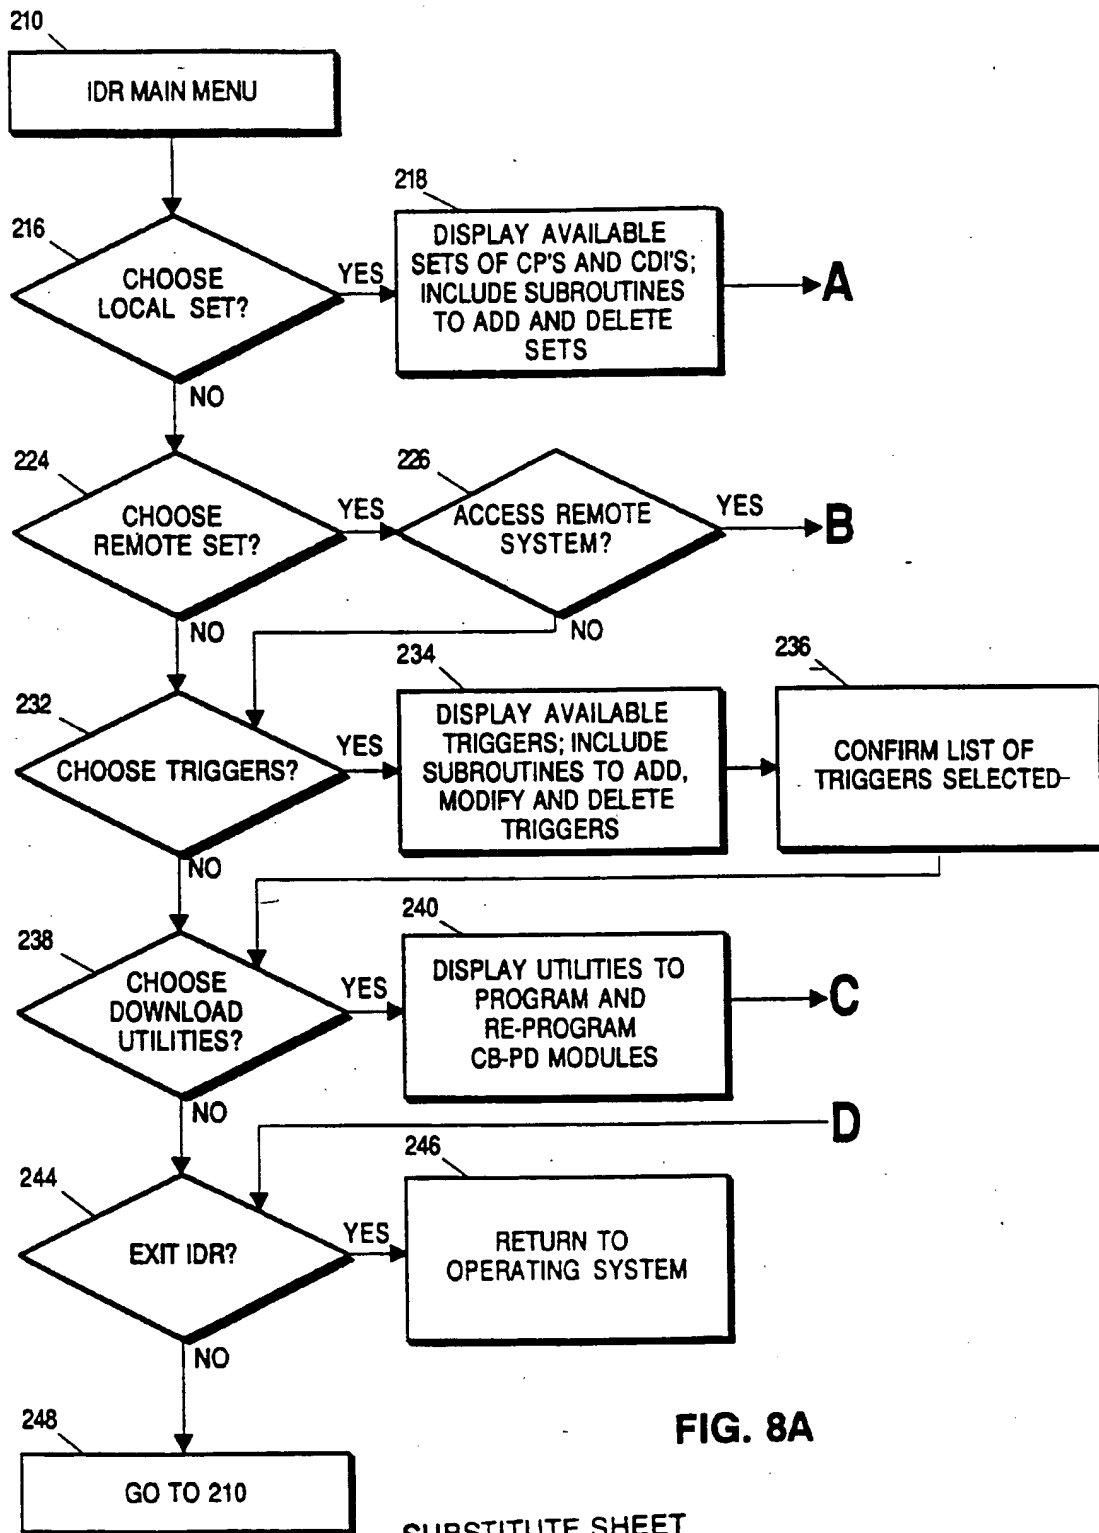 210
IDR MAIN MENU
216
CHOOSE
LOCAL SET?
YES
NO
218
DISPLAY AVAILABLE
SETS OF CP'S AND CDI'S;
INCLUDE SUBROUTINES
TO ADD AND DELETE
SETS
A
224
CHOOSE
REMOTE SET?
YES
NO
226
ACCESS REMOTE
SYSTEM?
YES
NO
B
232
CHOOSE TRIGGERS?
YES
NO
234
DISPLAY AVAILABLE
TRIGGERS; INCLUDE
SUBROUTINES TO ADD,
MODIFY AND DELETE
TRIGGERS
236
CONFIRM LIST OF
TRIGGERS SELECTED
238
CHOOSE
DOWNLOAD
UTILITIES?
YES
NO
240
DISPLAY UTILITIES TO
PROGRAM AND
RE-PROGRAM
CB-PD MODULES
C
D
244
EXIT IDR?
YES
NO
246
RETURN TO
OPERATING SYSTEM
248
GO TO 210
FIG. 8A
SUBSTITUTE SHEET